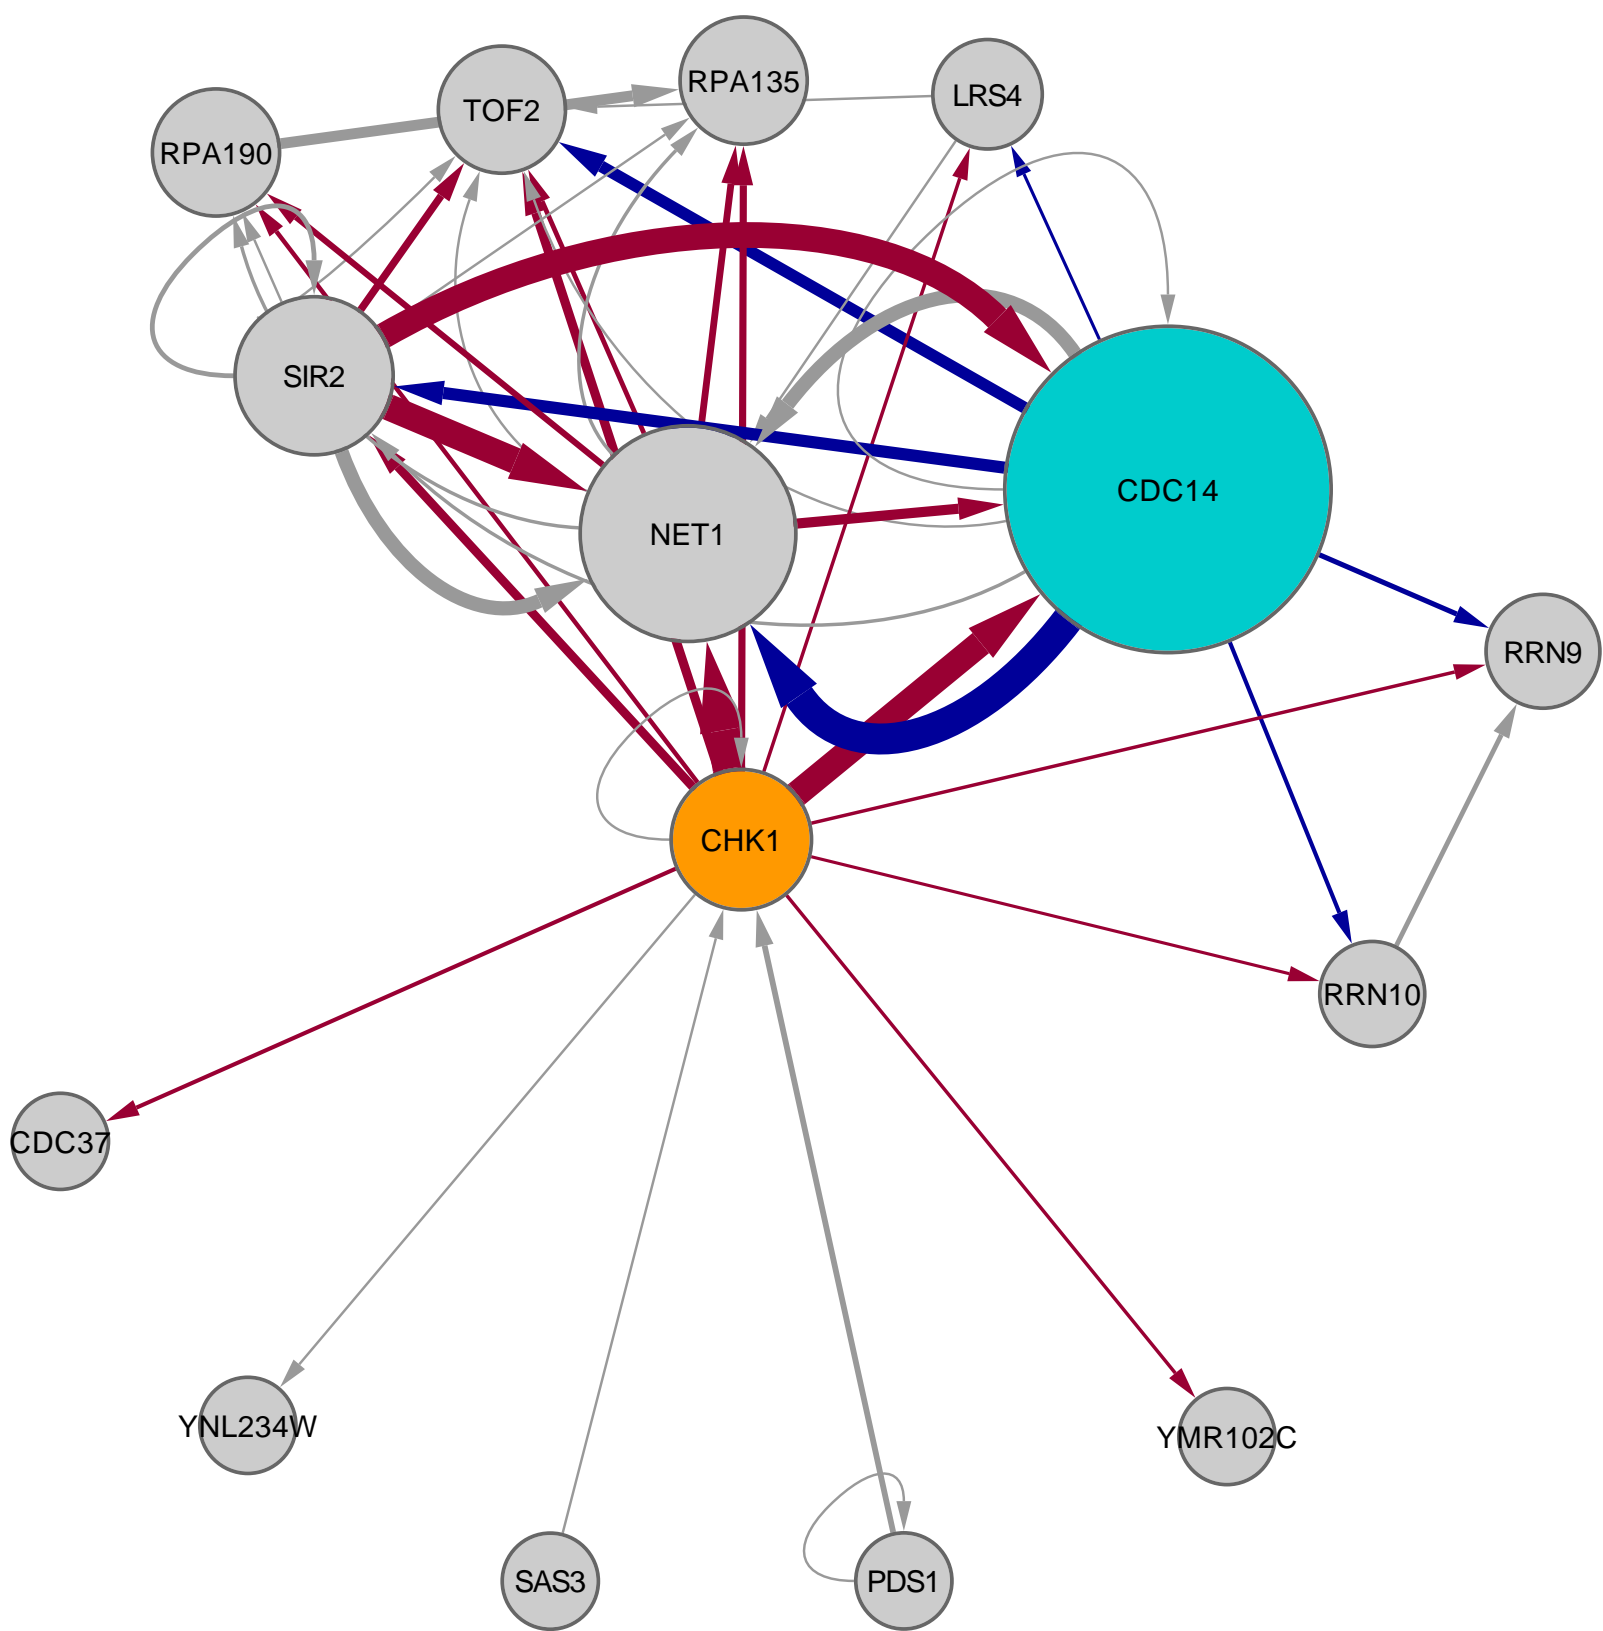 RPA135
LRS4
TOF2
RPA190
SIR2
CDC14
NET1
RRN9
CHK1
RRN10
CDC37
YNL234W
YMR102C
SAS3
PDS1